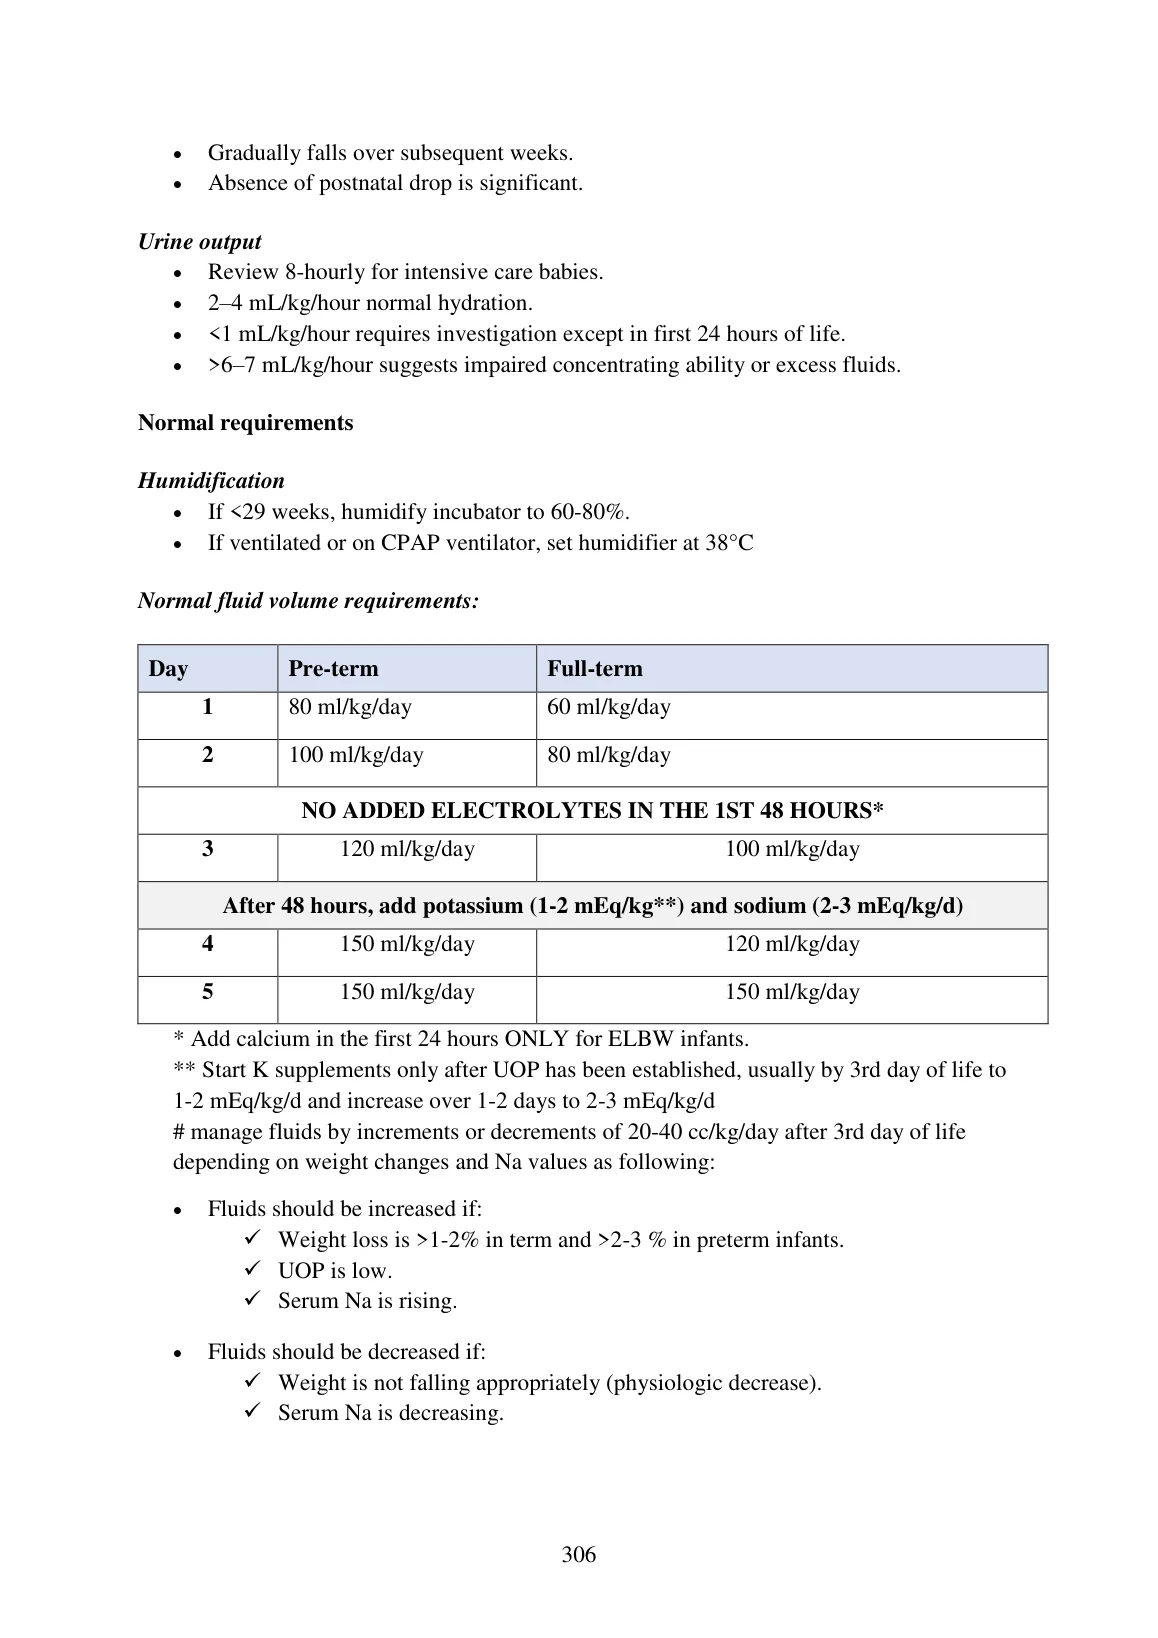 • Gradually falls over subsequent weeks.
• Absence of postnatal drop is significant.
Urine output
• Review 8-hourly for intensive care babies.
• 2–4 mL/kg/hour normal hydration.
• <1 mL/kg/hour requires investigation except in first 24 hours of life.
• >6–7 mL/kg/hour suggests impaired concentrating ability or excess fluids.
Normal requirements
Humidification
• If <29 weeks, humidify incubator to 60-80%.
• If ventilated or on CPAP ventilator, set humidifier at 38°C
Normal fluid volume requirements:
Day Pre-term Full-term
1 80 ml/kg/day 60 ml/kg/day
2 100 ml/kg/day 80 ml/kg/day
NO ADDED ELECTROLYTES IN THE 1ST 48 HOURS*
3 120 ml/kg/day 100 ml/kg/day
After 48 hours, add potassium (1-2 mEq/kg**) and sodium (2-3 mEq/kg/d)
4 150 ml/kg/day 120 ml/kg/day
5 150 ml/kg/day 150 ml/kg/day
* Add calcium in the first 24 hours ONLY for ELBW infants.
** Start K supplements only after UOP has been established, usually by 3rd day of life to
1-2 mEq/kg/d and increase over 1-2 days to 2-3 mEq/kg/d
# manage fluids by increments or decrements of 20-40 cc/kg/day after 3rd day of life
depending on weight changes and Na values as following:
• Fluids should be increased if:
✓ Weight loss is >1-2% in term and >2-3 % in preterm infants.
✓ UOP is low.
✓ Serum Na is rising.
• Fluids should be decreased if:
✓ Weight is not falling appropriately (physiologic decrease).
✓ Serum Na is decreasing.
306